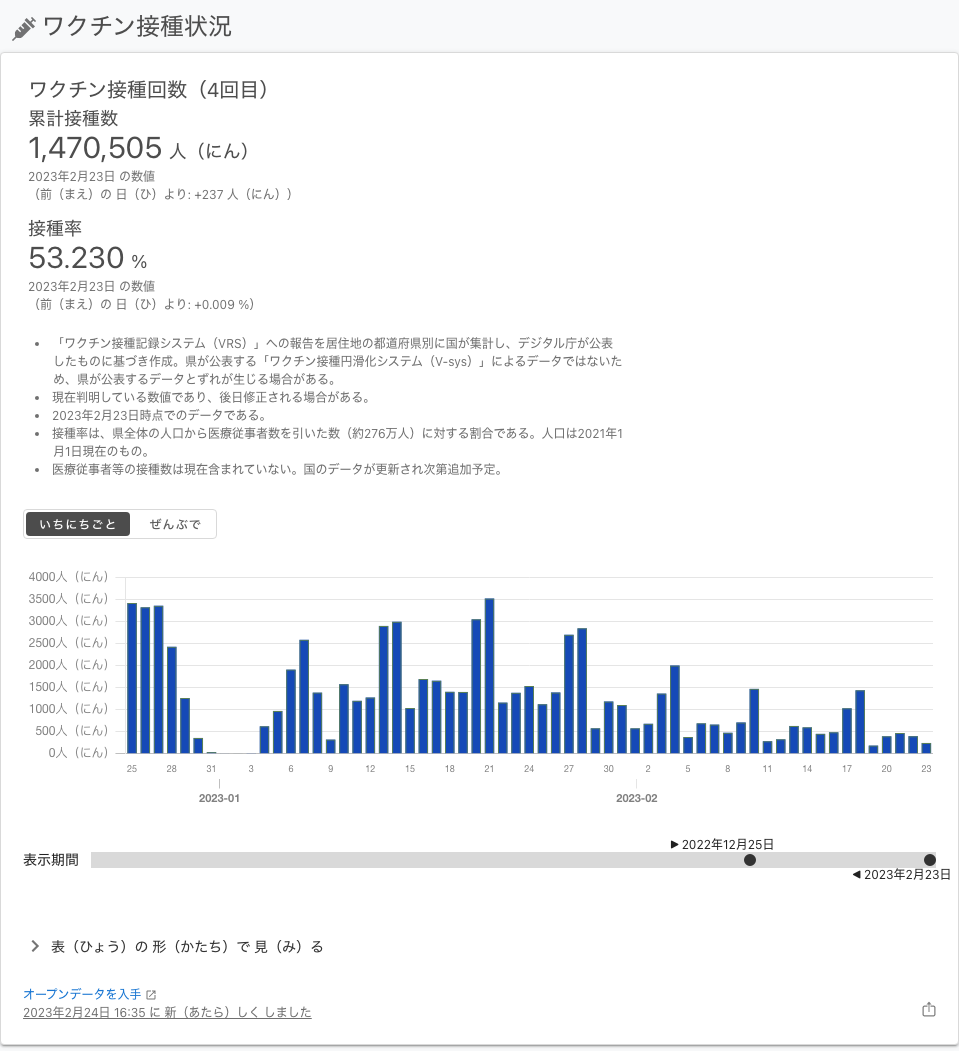 ワクチン接種状況
ワクチン接種回数（4回目）
累計接種数
1,470,505 人（にん）
2023年2月23日 の数値
（前（まえ）の 日（ひ）より: +237 人（にん））
接種率
53.230 %
2023年2月23日 の数値
（前（まえ）の 日（ひ）より: +0.009 %）
• 「ワクチン接種記録システム（VRS）」への報告を居住地の都道府県別に国が集計し、デジタル庁が公表
したものに基づき作成。県が公表する「ワクチン接種円滑化システム（V-sys）」によるデータではないた
め、県が公表するデータとずれが生じる場合がある。
• 現在判明している数値であり、後日修正される場合がある。
• 2023年2月23日時点でのデータである。
• 接種率は、県全体の人口から医療従事者数を引いた数（約276万人）に対する割合である。人口は2021年1
月1日現在のもの。
• 医療従事者等の接種数は現在含まれていない。国のデータが更新され次第追加予定。
いちにちごと ぜんぶで
4000人（にん）
3500人（にん）
3000人（にん）
2500人（にん）
2000人（にん）
1500人（にん）
1000人（にん）
500人（にん）
0人（にん）
25 28 31 3 6 9 12 15 18 21 24 27 30 2 5 8 11 14 17 20 23
2023-01 2023-02
▶ 2022年12月25日
表示期間
◀ 2023年2月23日
表（ひょう）の 形（かたち）で 見（み）る
オープンデータを入手
2023年2月24日 16:35 に 新（あたら）しく しました